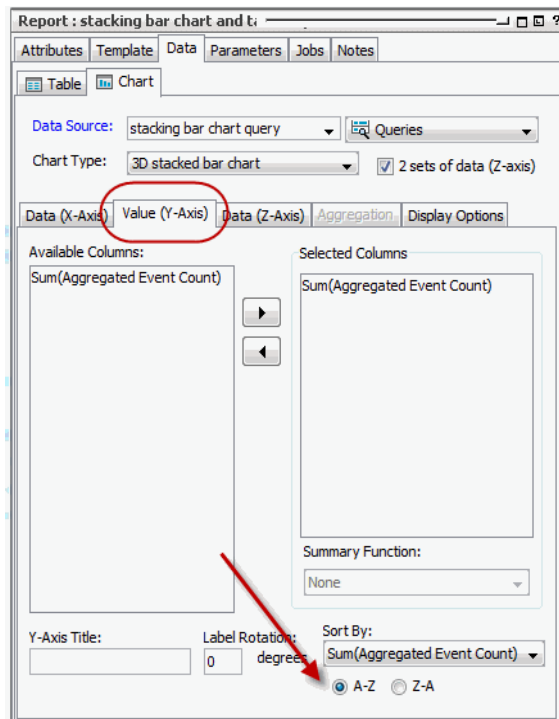 Report : stacking bar chart and ta
Attributes Template Data Parameters Jobs Notes
Table Chart
Data Source: stacking bar chart query Queries
Chart Type: 3D stacked bar chart 2 sets of data (Z-axis)
Data (X-Axis) Value (Y-Axis) Data (Z-Axis) Aggregation Display Options
Available Columns: Selected Columns
Sum(Aggregated Event Count) Sum(Aggregated Event Count)
Summary Function:
None
Y-Axis Title: Label Rotation: Sort By:
0 degrees Sum(Aggregated Event Count)
A-Z Z-A